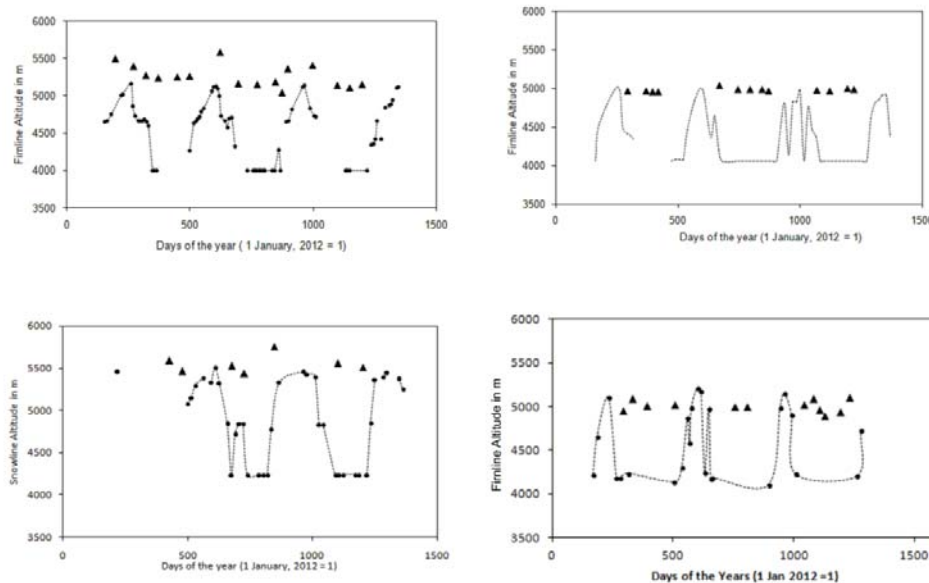 6000
5500
5000
4500
4000
3500
Firnline Altitude in m
0 500 1000 1500
Days of the year ( 1 January, 2012 = 1)
6000
5500
5000
4500
4000
3500
Firnline Altitude in m
0 500 1000 1500
Days of the year (1 January, 2012 = 1)
6000
5500
5000
4500
4000
3500
Snowline Altitude in m
0 500 1000 1500
Days of the year (1 January, 2012 = 1)
6000
5500
5000
4500
4000
3500
Firnline Altitude in m
0 500 1000 1500
Days of the Years (1 Jan 2012 =1)